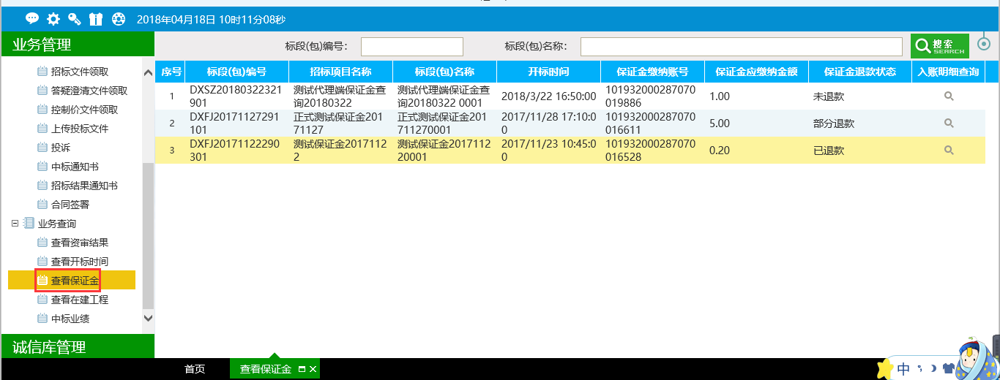 2018年04月18日 10时11分08秒
业务管理
招标文件领取
答疑澄清文件领取
控制价文件领取
上传投标文件
投诉
中标通知书
招标结果通知书
合同签署
业务查询
查看资审结果
查看开标时间
查看保证金
查看在建工程
中标业绩
诚信库管理
标段(包)编号： 标段(包)名称： 搜索
SEARCH
序号 标段(包)编号 招标项目名称 标段(包)名称 开标时间 保证金缴纳账号 保证金应缴纳金额 保证金退款状态 入账明细查询
1 DXSZ20180322321901 测试代理端保证金查询20180322 测试代理端保证金查询20180322 0001 2018/3/22 16:50:00 101932000287070019886 1.00 未退款
2 DXFJ20171127291101 正式测试保证金20171127 正式测试保证金201711270001 2017/11/28 17:10:00 101932000287070016611 5.00 部分退款
3 DXFJ20171122290301 测试保证金20171122 测试保证金201711220001 2017/11/23 10:45:00 101932000287070016528 0.20 已退款
首页 查看保证金
中